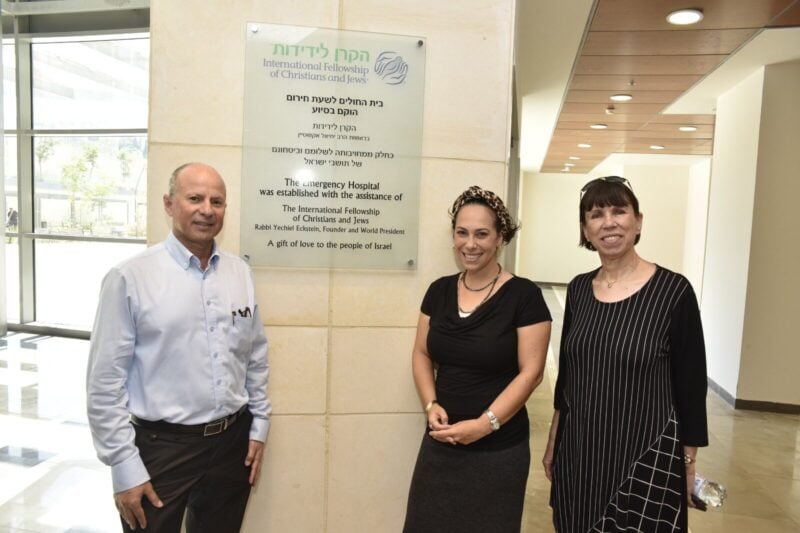 הקרן לידידות
International Fellowship
of Christians and Jews®
בית החולים לשעת חירום
הוקם בסיוע
הקרן לידידות
בראשות הרב יחיאל אקשטיין
כחלק ממחויבותה לשלומם וביטחונם
של תושבי ישראל
The Emergency Hospital
was established with the assistance of
The International Fellowship
of Christians and Jews
Rabbi Yechiel Eckstein, Founder and World President
A gift of love to the people of Israel